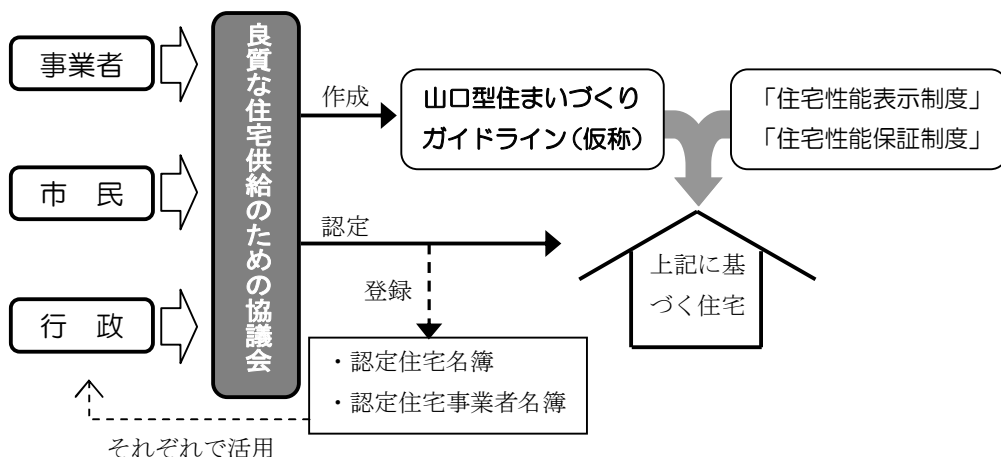 事業者
市　民
行　政
良質な住宅供給のための協議会
作成
山口型住まいづくり
ガイドライン（仮称）
「住宅性能表示制度」
「住宅性能保証制度」
認定
登録
上記に基
づく住宅
・認定住宅名簿
・認定住宅事業者名簿
それぞれで活用